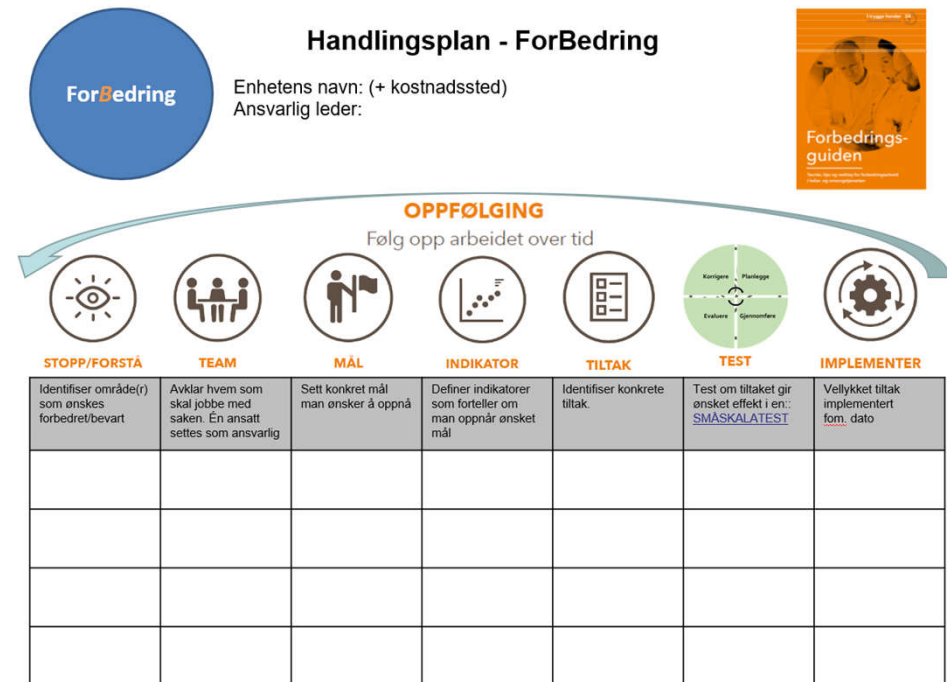 Handlingsplan - ForBedring
ForBedring
Enhetens navn: (+ kostnadssted)
Ansvarlig leder:
I trygge hender 24
Forbedrings-
guiden
OPPFØLGING
Følg opp arbeidet over tid
Korrigere
Planlegge
Evaluere
Gjennomføre
STOPP/FORSTÅ
TEAM
MÅL
INDIKATOR
TILTAK
TEST
IMPLEMENTER
Identifiser område(r)
som ønskes
forbedret/bevart
Avklar hvem som
skal jobbe med
saken. Én ansatt
settes som ansvarlig
Sett konkret mål
man ønsker å oppnå
Definer indikatorer
som forteller om
man oppnår ønsket
mål
Identifiser konkrete
tiltak.
Test om tiltaket gir
ønsket effekt i en::
SMÅSKALATEST
Vellykket tiltak
implementert
fom. dato